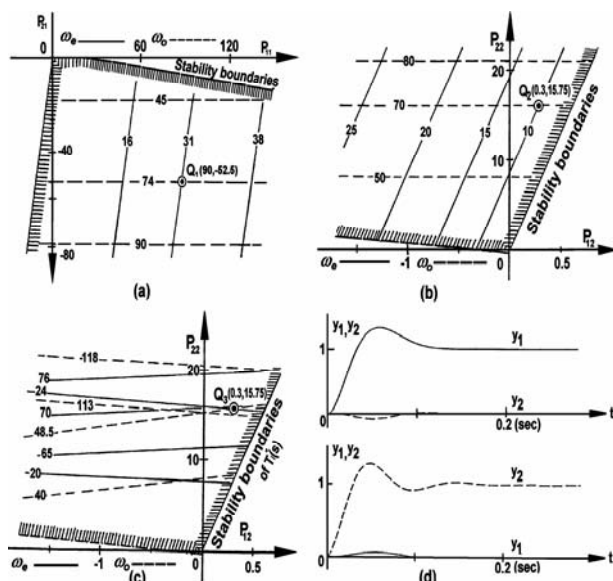 P21
0
ωe ωo 60 120 P11
Stability boundaries
45
16 31 38
-40
Q1(90,-52.5)
74
90
-80
(a)
P22
80 20
Q2(0.3,15.75)
70
25 20 15 10
10
50
Stability boundaries
P12
-1 0 0.5
ωe ωo
(b)
P22
-118
76 20
-24
Q3(0.3,15.75)
70 113
48.5
-65 10
-20
40
Stability boundaries
of T(s)
P12
-1 0 0.5
ωe ωo
(c)
y1,y2
1 y1
y2
0 0.2 (sec) t
y1,y2
1 y2
y1
0 0.2 (sec) t
(d)